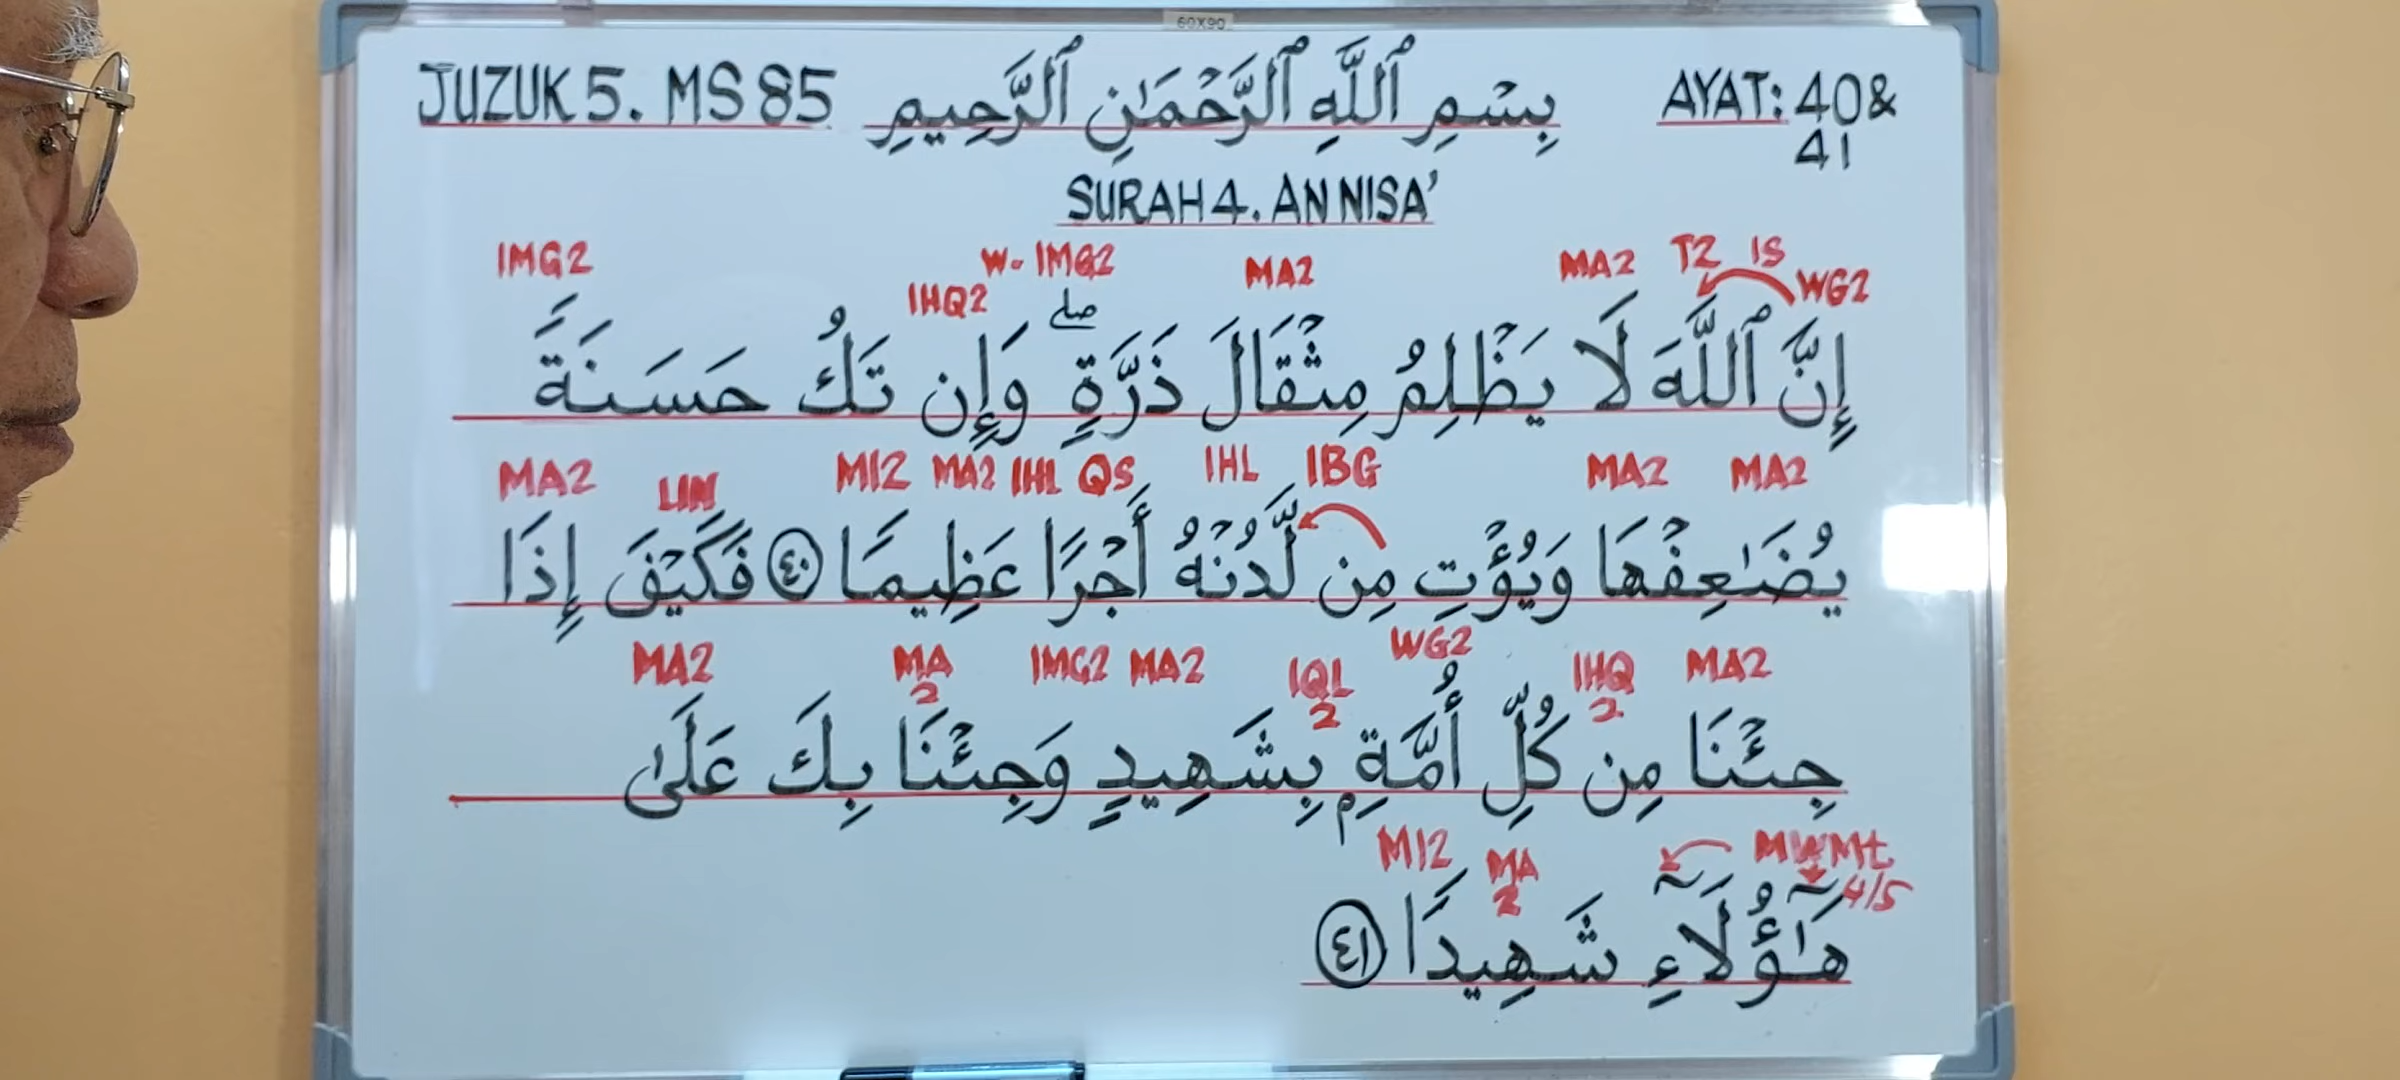 60X90
JUZUK 5. MS 85 بِسْمِ ٱللَّهِ ٱلرَّحْمَـٰنِ ٱلرَّحِيمِ AYAT: 40 &
41
SURAH 4. AN NISA'
IMG2 IHQ2 W- IMG2 MA2 MA2 T2 IS WG2
إِنَّ ٱللَّهَ لَا يَظْلِمُ مِثْقَالَ ذَرَّةٍ ۖ وَإِن تَكُ حَسَنَةً
MA2 LIN MI2 MA2 IHL QS IHL IBG MA2 MA2
يُضَـٰعِفْهَا وَيُؤْتِ مِن لَّدُنْهُ أَجْرًا عَظِيمًا ٤٠ فَكَيْفَ إِذَا
MA2 MA2 IMG2 MA2 IQL2 WG2 IHQ2 MA2
جِئْنَا مِن كُلِّ أُمَّةٍۭ بِشَهِيدٍ وَجِئْنَا بِكَ عَلَىٰ
MI2 MA2 MWMt 4/5
هَـٰٓؤُلَآءِ شَهِيدًا ٤١